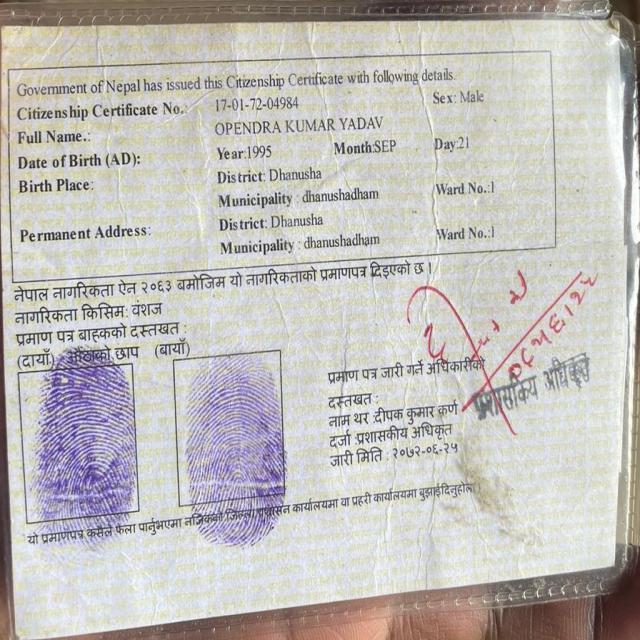 Government of Nepal has issued this Citizenship Certificate with following details.
Citizenship Certificate No.: 17-01-72-04984 Sex: Male
Full Name.: OPENDRA KUMAR YADAV
Date of Birth (AD): Year:1995 Month:SEP Day:21
Birth Place: District: Dhanusha
Municipality : dhanushadham Ward No.:1
Permanent Address: District: Dhanusha
Municipality : dhanushadham Ward No.:1
नेपाल नागरिकता ऐन २०६३ बमोजिम यो नागरिकताको प्रमाणपत्र दिइएको छ।
नागरिकता किसिम: वंशज
प्रमाण पत्र बाहकको दस्तखत :
(दायाँ) औंठाको छाप (बायाँ)
प्रमाण पत्र जारी गर्ने अधिकारीको
दस्तखत :
नाम थर :दीपक कुमार कर्ण
दर्जा :प्रशासकीय अधिकृत
जारी मिति : २०७२-०६-२५
प्रशासकीय अधिकृत
यो प्रमाणपत्र कसैले फेला पार्नुभएमा नजिकको जिल्ला प्रशासन कार्यालयमा वा प्रहरी कार्यालयमा बुझाईदिनुहोला